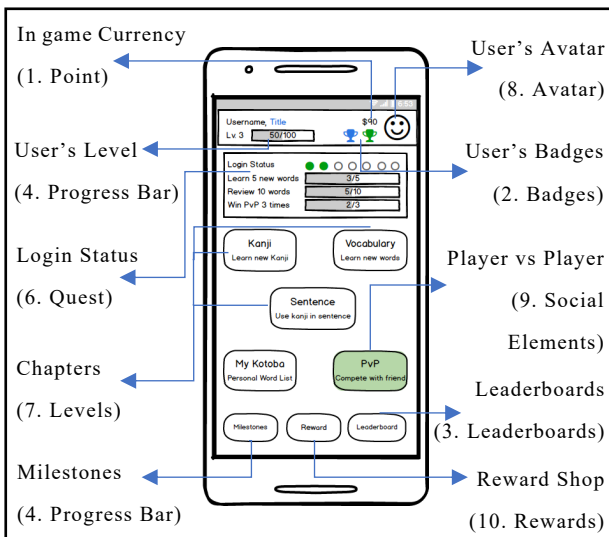 In game Currency
(1. Point)
User's Level
(4. Progress Bar)
Login Status
(6. Quest)
Chapters
(7. Levels)
Milestones
(4. Progress Bar)
Username, Title
$90
Lv. 3
50/100
Login Status
Learn 5 new words
3/5
Review 10 words
5/10
Win PvP 3 times
2/3
Kanji
Learn new Kanji
Vocabulary
Learn new words
Sentence
Use kanji in sentence
My Kotoba
Personal Word List
PvP
Compete with friend
Milestones
Reward
Leaderboard
User's Avatar
(8. Avatar)
User's Badges
(2. Badges)
Player vs Player
(9. Social
Elements)
Leaderboards
(3. Leaderboards)
Reward Shop
(10. Rewards)